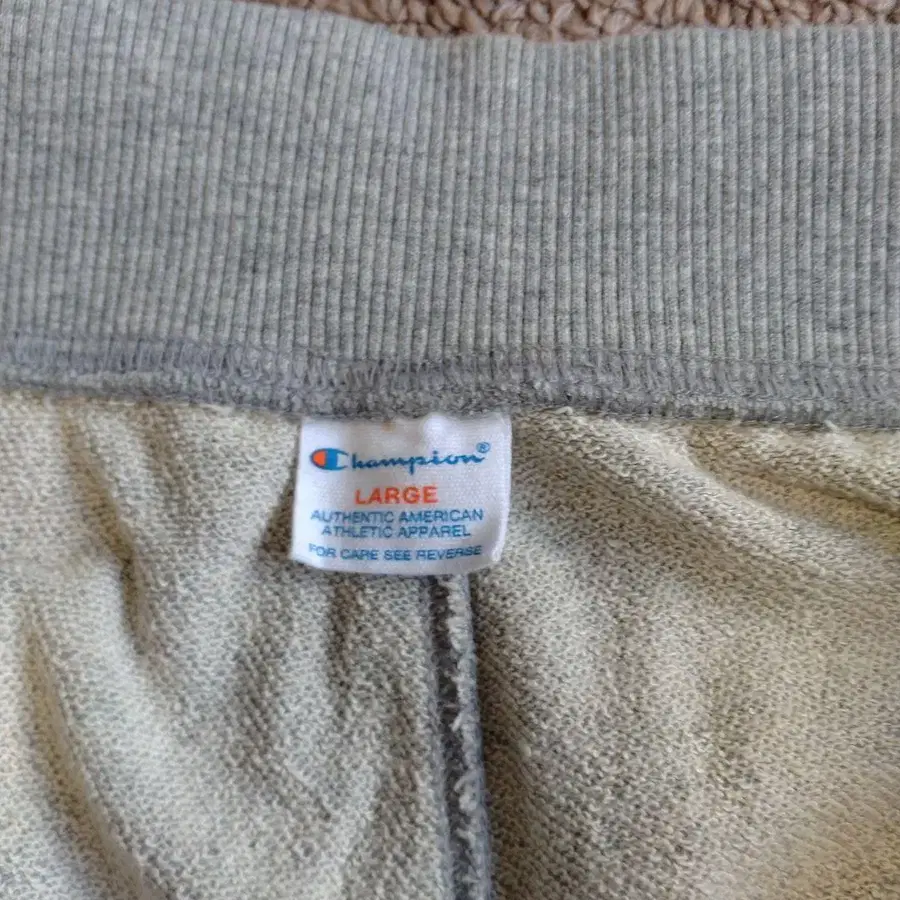 Champion®
LARGE
AUTHENTIC AMERICAN
ATHLETIC APPAREL
FOR CARE SEE REVERSE